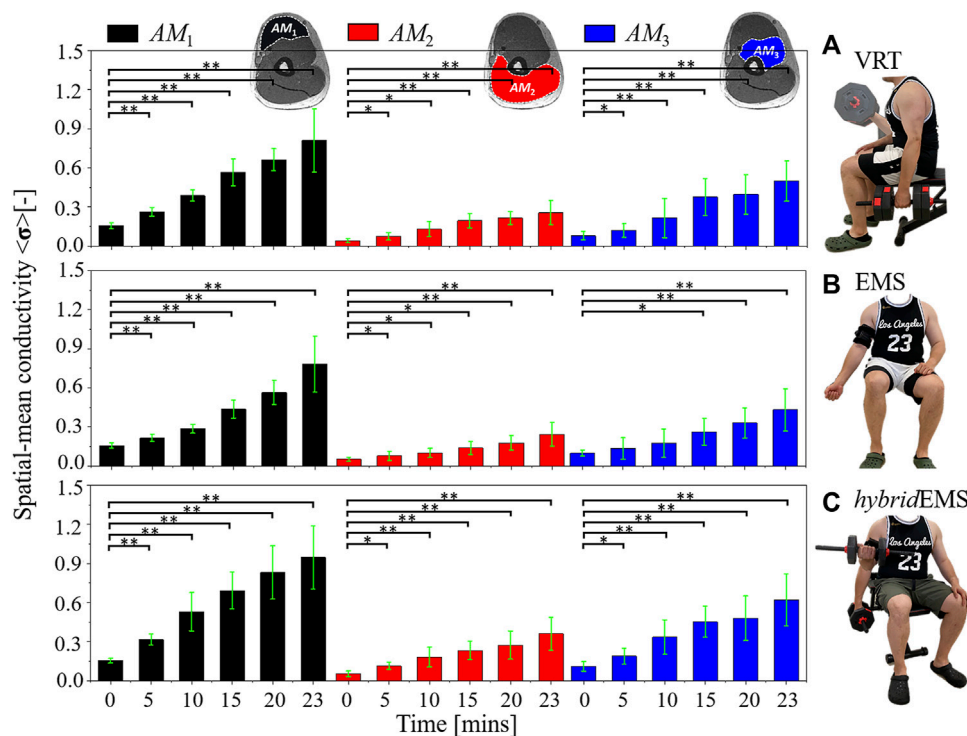 AM₁ AM₂ AM₃
AM₁ AM₂ AM₃
A
VRT
1.5
1.2
0.9
0.6
0.3
0.0
** ** ** ** **
** ** ** * *
** ** ** ** *
B
EMS
Los Angeles
23
1.5
1.2
0.9
0.6
0.3
0.0
** ** ** ** **
** ** * * *
** ** *
C
hybridEMS
Los Angeles
23
1.5
1.2
0.9
0.6
0.3
0.0
** ** ** ** **
** ** ** ** *
** ** ** ** *
Spatial-mean conductivity <σ>[-]
0 5 10 15 20 23 0 5 10 15 20 23 0 5 10 15 20 23
Time [mins]